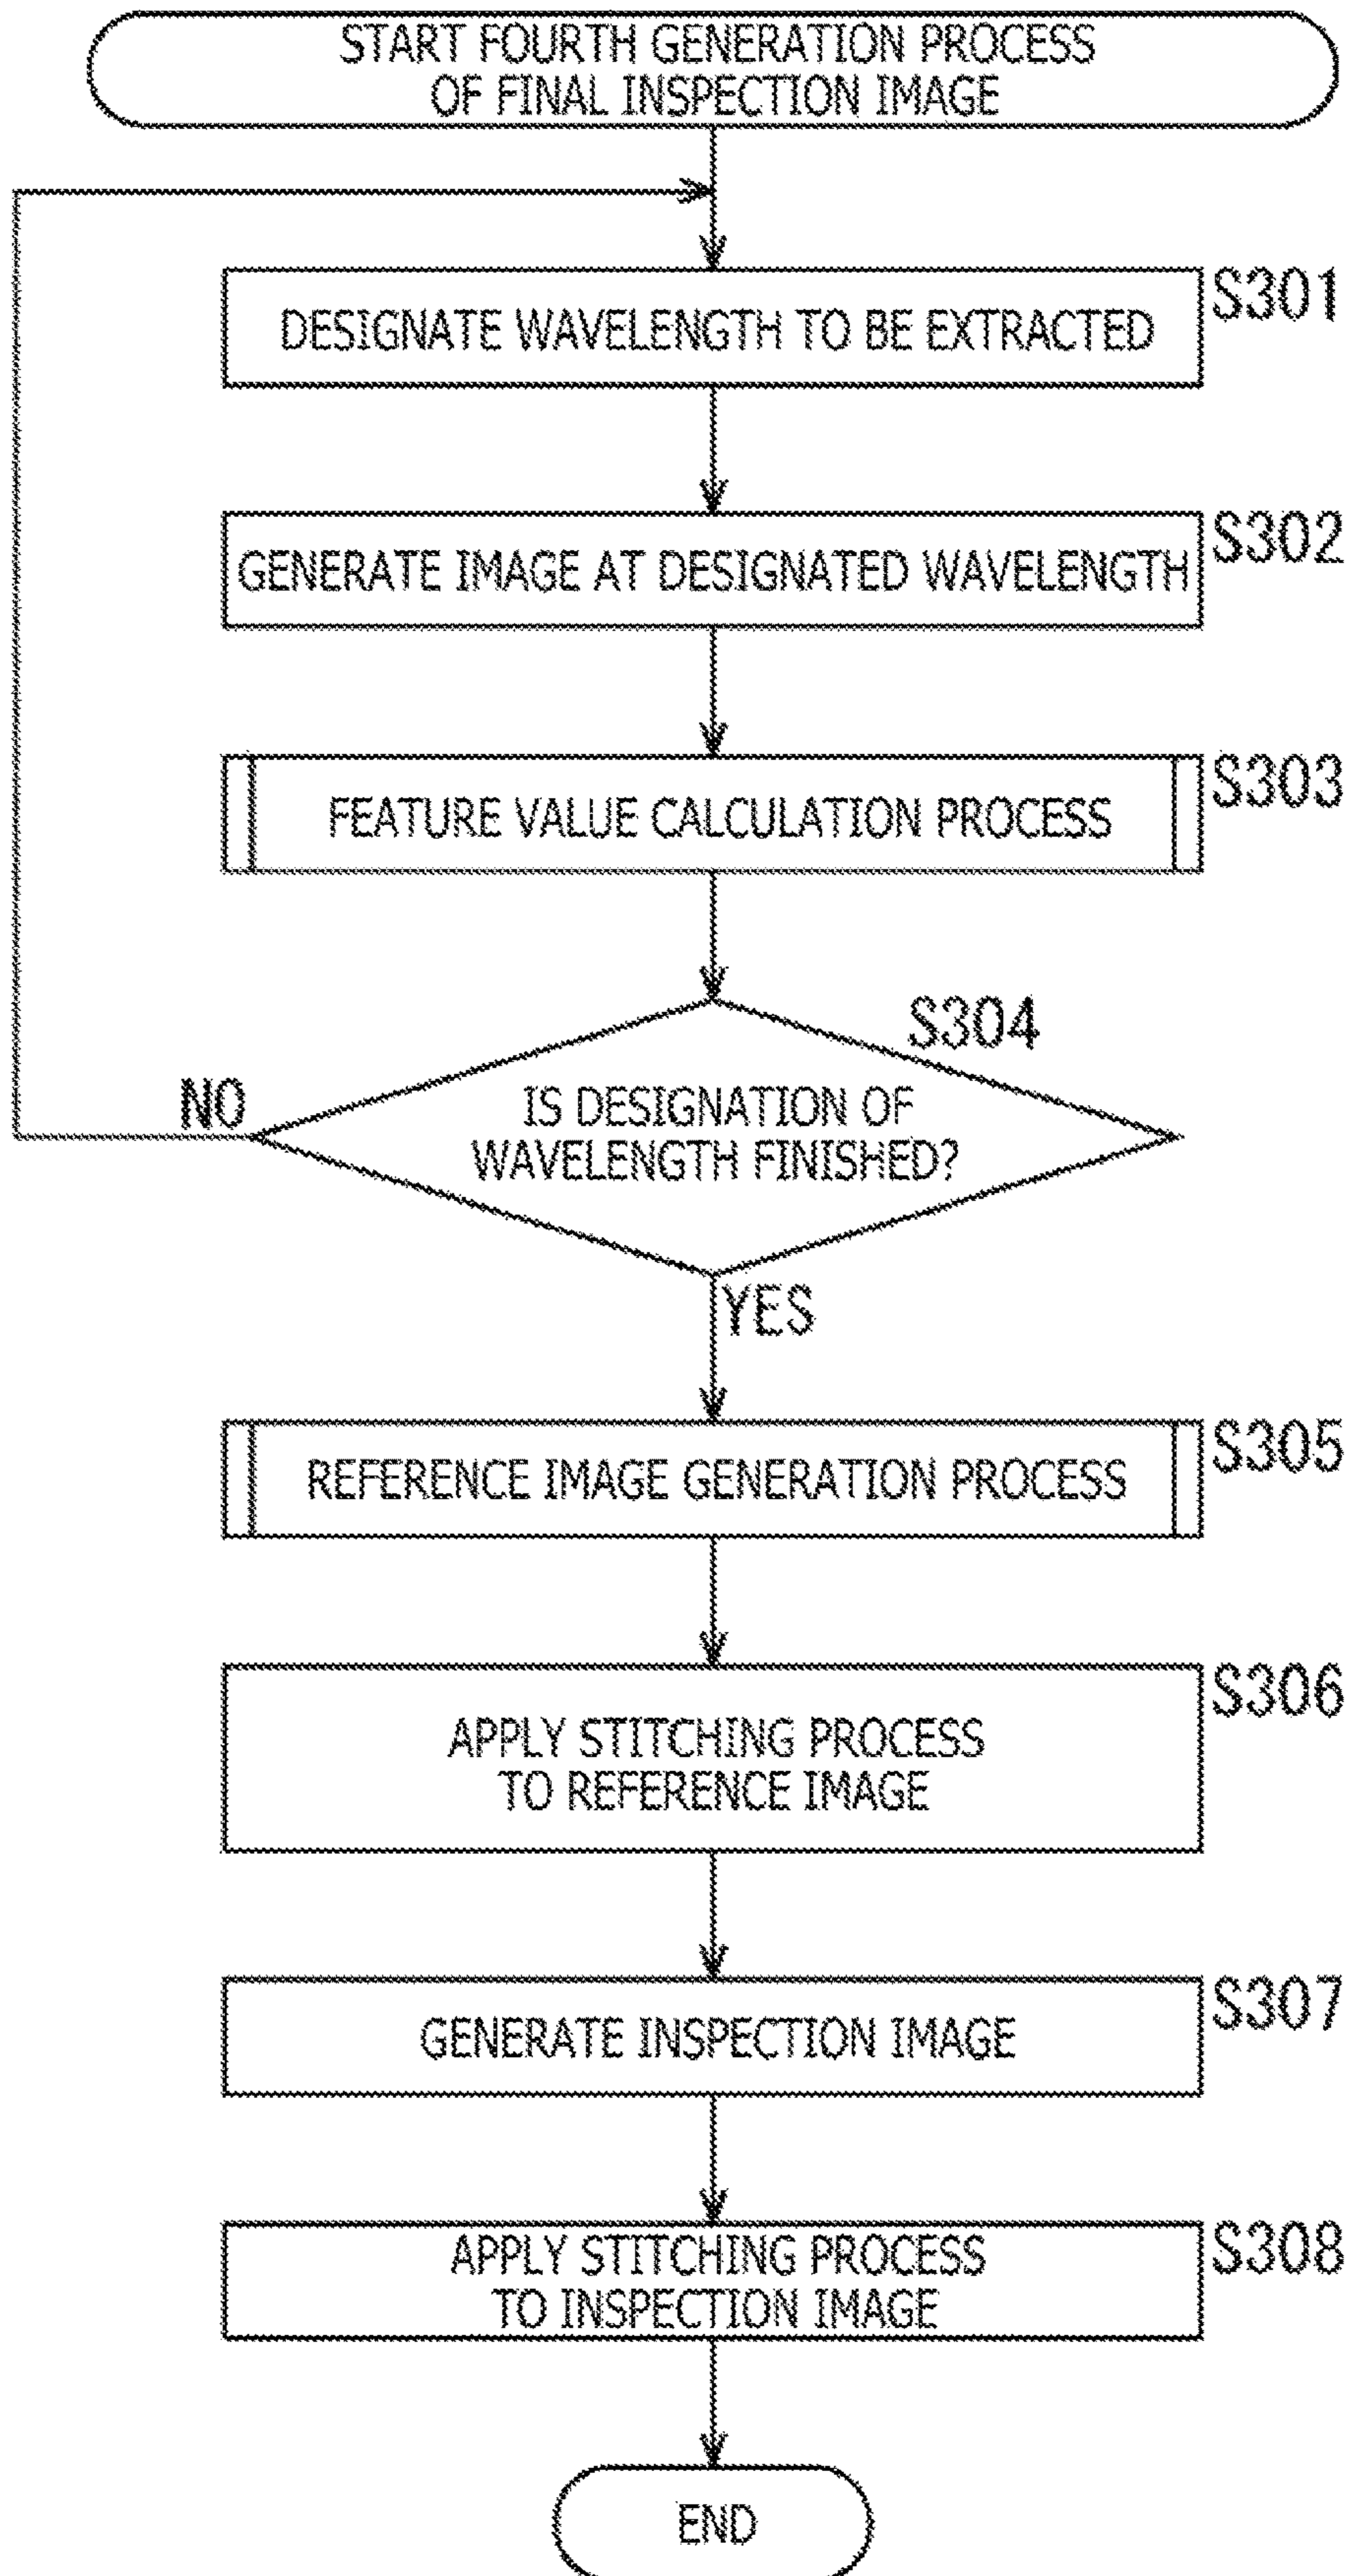 START FOURTH GENERATION PROCESS
OF FINAL INSPECTION IMAGE
S301
DESIGNATE WAVELENGTH TO BE EXTRACTED
S302
GENERATE IMAGE AT DESIGNATED WAVELENGTH
S303
FEATURE VALUE CALCULATION PROCESS
S304
NO
IS DESIGNATION OF
WAVELENGTH FINISHED?
YES
S305
REFERENCE IMAGE GENERATION PROCESS
S306
APPLY STITCHING PROCESS
TO REFERENCE IMAGE
S307
GENERATE INSPECTION IMAGE
S308
APPLY STITCHING PROCESS
TO INSPECTION IMAGE
END